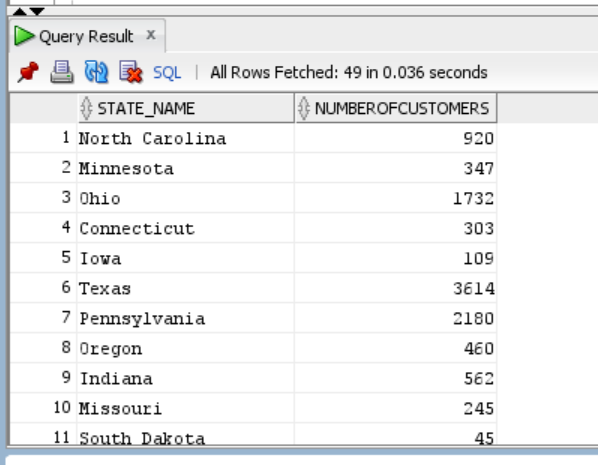 Query Result x
SQL | All Rows Fetched: 49 in 0.036 seconds
STATE_NAME NUMBEROFCUSTOMERS
1 North Carolina 920
2 Minnesota 347
3 Ohio 1732
4 Connecticut 303
5 Iowa 109
6 Texas 3614
7 Pennsylvania 2180
8 Oregon 460
9 Indiana 562
10 Missouri 245
11 South Dakota 45